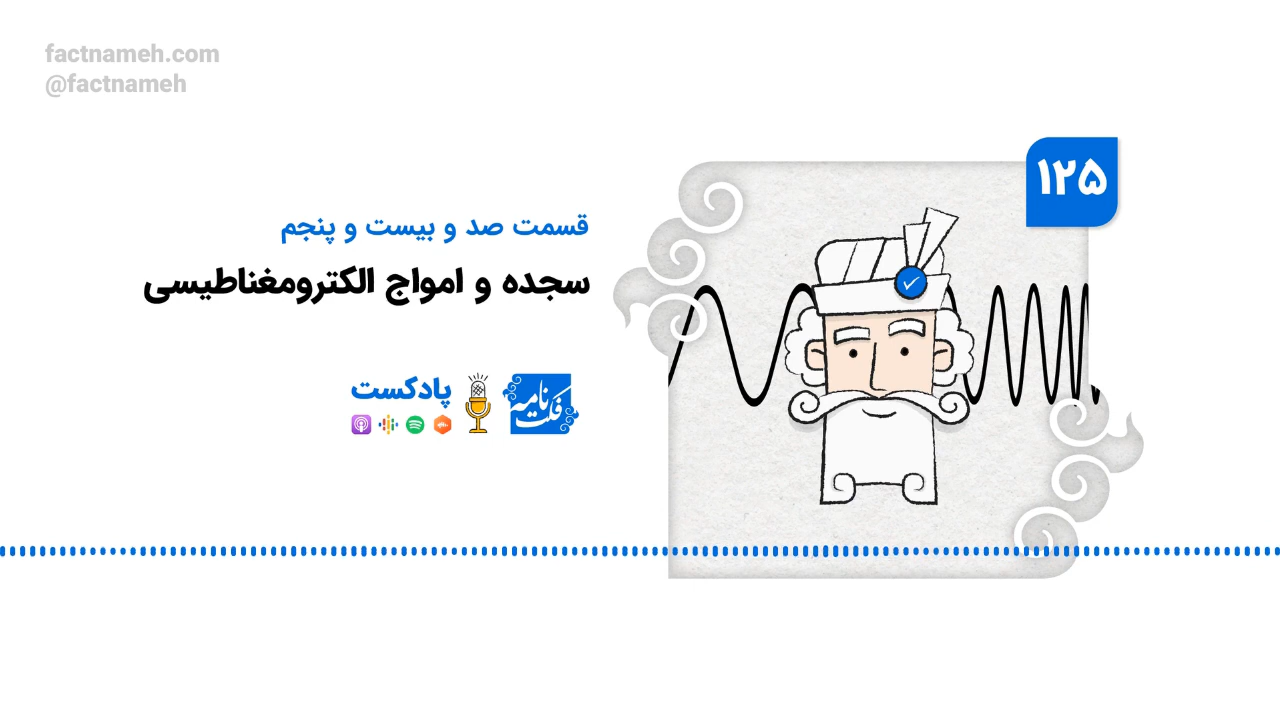 factnameh.com
@factnameh
۱۲۵
قسمت صد و بیست و پنجم
سجده و امواج الکترومغناطیسی
فکت‌نامه
پادکست